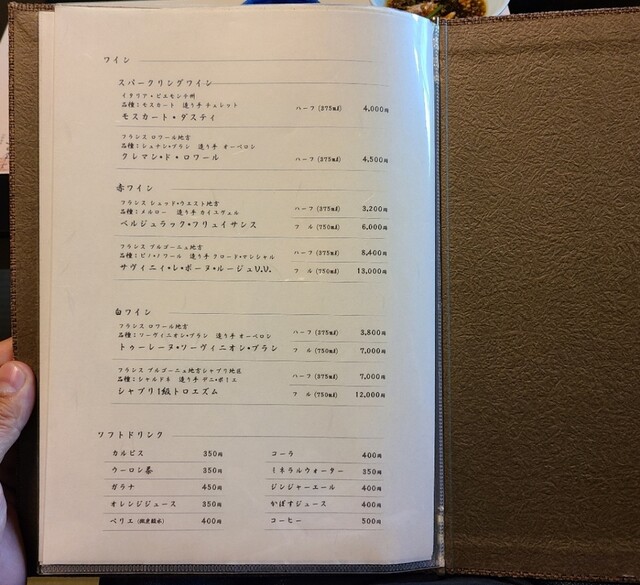 ワイン
スパークリングワイン
イタリア・ピエモンテ州
品種：モスカート 造り手 チェレット
モスカート・ダスティ ハーフ(375ml) 4,000円
フランス ロワール地方
品種：シュナン・ブラン 造り手 オーベロン
クレマン・ド・ロワール ハーフ(375ml) 4,500円
赤ワイン
フランス シュッド・ウエスト地方
品種：メルロー 造り手 カイユヴェル ハーフ(375ml) 3,200円
ベルジュラック・フリュイサンス フル(750ml) 6,000円
フランス ブルゴーニュ地方
品種：ピノ・ノワール 造り手 クロード・マレシャル ハーフ(375ml) 8,400円
サヴィニィ・レ・ボーヌ・ルージュV.V. フル(750ml) 13,000円
白ワイン
フランス ロワール地方
品種：ソーヴィニオン・ブラン 造り手 オーベロン ハーフ(375ml) 3,800円
トゥーレーヌ・ソーヴィニオン・ブラン フル(750ml) 7,000円
フランス ブルゴーニュ地方シャブリ地区
品種：シャルドネ 造り手 デニ・ポミエ ハーフ(375ml) 7,000円
シャブリ1級トロエズム フル(750ml) 12,000円
ソフトドリンク
カルピス 350円 コーラ 400円
ウーロン茶 350円 ミネラルウォーター 350円
ガラナ 450円 ジンジャーエール 400円
オレンジジュース 350円 かぼすジュース 400円
ペリエ(微炭酸水) 400円 コーヒー 500円